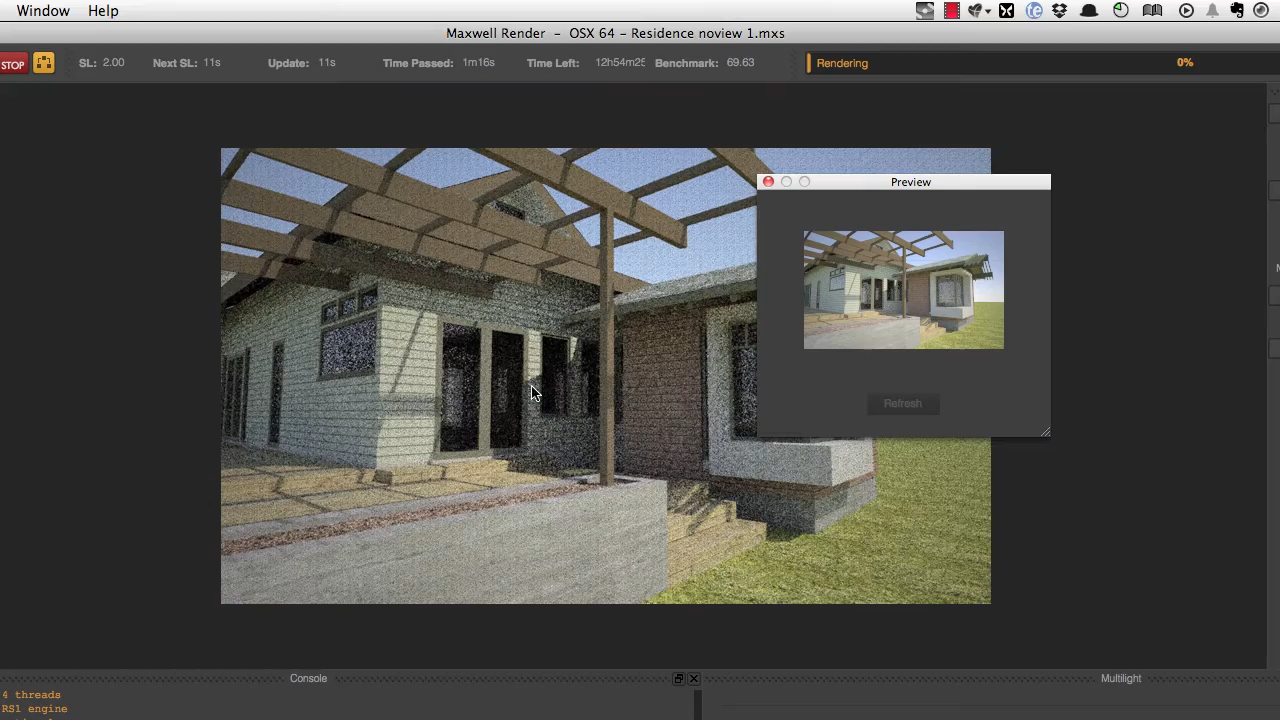 Window Help
Maxwell Render - OSX 64 - Residence noview 1.mxs
STOP SL: 2.00 Next SL: 11s Update: 11s Time Passed: 1m16s Time Left: 12h54m25 Benchmark: 69.63 Rendering 0%
Preview
Refresh
Console Multilight
4 threads
RS1 engine